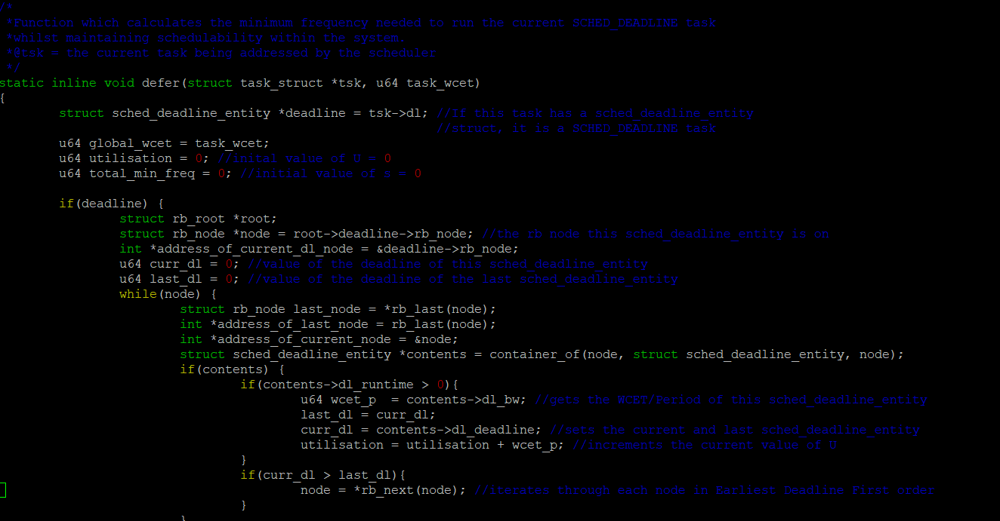 /*
 *Function which calculates the minimum frequency needed to run the current SCHED_DEADLINE task
 *whilst maintaining schedulability within the system.
 *@tsk = the current task being addressed by the scheduler
 */
static inline void defer(struct task_struct *tsk, u64 task_wcet)
{
        struct sched_deadline_entity *deadline = tsk->dl; //If this task has a sched_deadline_entity
                                                          //struct, it is a SCHED_DEADLINE task
        u64 global_wcet = task_wcet;
        u64 utilisation = 0; //inital value of U = 0
        u64 total_min_freq = 0; //initial value of s = 0

        if(deadline) {
                struct rb_root *root;
                struct rb_node *node = root->deadline->rb_node; //the rb node this sched_deadline_entity is on
                int *address_of_current_dl_node = &deadline->rb_node;
                u64 curr_dl = 0; //value of the deadline of this sched_deadline_entity
                u64 last_dl = 0; //value of the deadline of the last sched_deadline_entity
                while(node) {
                        struct rb_node last_node = *rb_last(node);
                        int *address_of_last_node = rb_last(node);
                        int *address_of_current_node = &node;
                        struct sched_deadline_entity *contents = container_of(node, struct sched_deadline_entity, node);
                        if(contents) {
                                if(contents->dl_runtime > 0){
                                        u64 wcet_p  = contents->dl_bw; //gets the WCET/Period of this sched_deadline_entity
                                        last_dl = curr_dl;
                                        curr_dl = contents->dl_deadline; //sets the current and last sched_deadline_entity
                                        utilisation = utilisation + wcet_p; //increments the current value of U
                                }
                                if(curr_dl > last_dl){
                                        node = *rb_next(node); //iterates through each node in Earliest Deadline First order
                                }
                        }